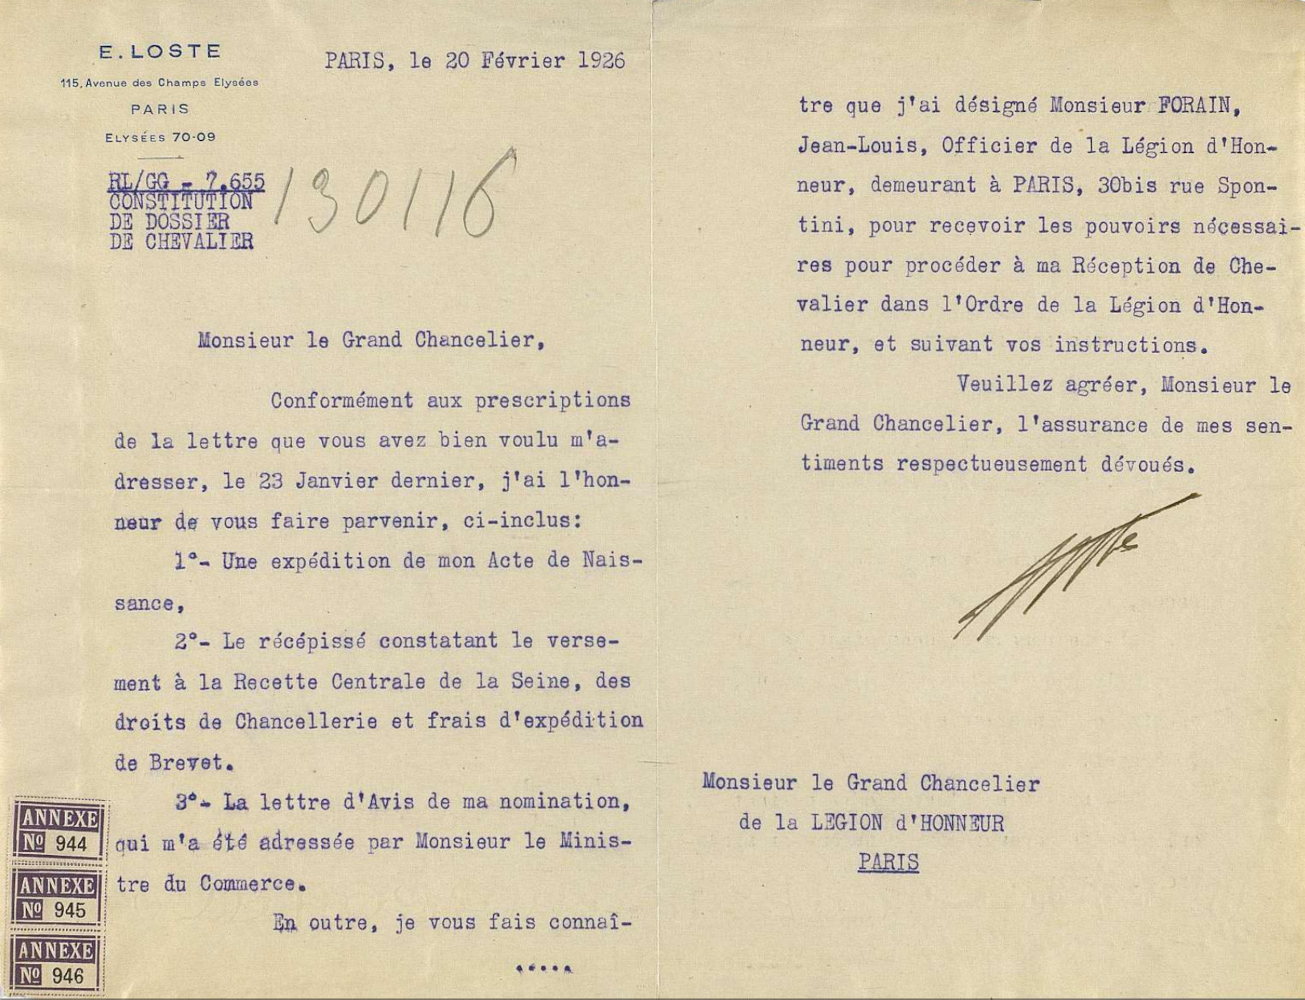 E. LOSTE
115, Avenue des Champs Elysées
PARIS
ELYSÉES 70-09
PARIS, le 20 Février 1926
RL/GG - 7.655
CONSTITUTION
DE DOSSIER
DE CHEVALIER
130116
Monsieur le Grand Chancelier,
Conformément aux prescriptions
de la lettre que vous avez bien voulu m'a-
dresser, le 23 Janvier dernier, j'ai l'hon-
neur de vous faire parvenir, ci-inclus:
1°- Une expédition de mon Acte de Nais-
sance,
2°- Le récépissé constatant le verse-
ment à la Recette Centrale de la Seine, des
droits de Chancellerie et frais d'expédition
de Brevet.
3°- La lettre d'Avis de ma nomination,
qui m'a été adressée par Monsieur le Minis-
tre du Commerce.
En outre, je vous fais connaî-
.....
ANNEXE
No 944
ANNEXE
No 945
ANNEXE
No 946
tre que j'ai désigné Monsieur FORAIN,
Jean-Louis, Officier de la Légion d'Hon-
neur, demeurant à PARIS, 30bis rue Spon-
tini, pour recevoir les pouvoirs nécessai-
res pour procéder à ma Réception de Che-
valier dans l'Ordre de la Légion d'Hon-
neur, et suivant vos instructions.
Veuillez agréer, Monsieur le
Grand Chancelier, l'assurance de mes sen-
timents respectueusement dévoués.
Monsieur le Grand Chancelier
de la LEGION d'HONNEUR
PARIS